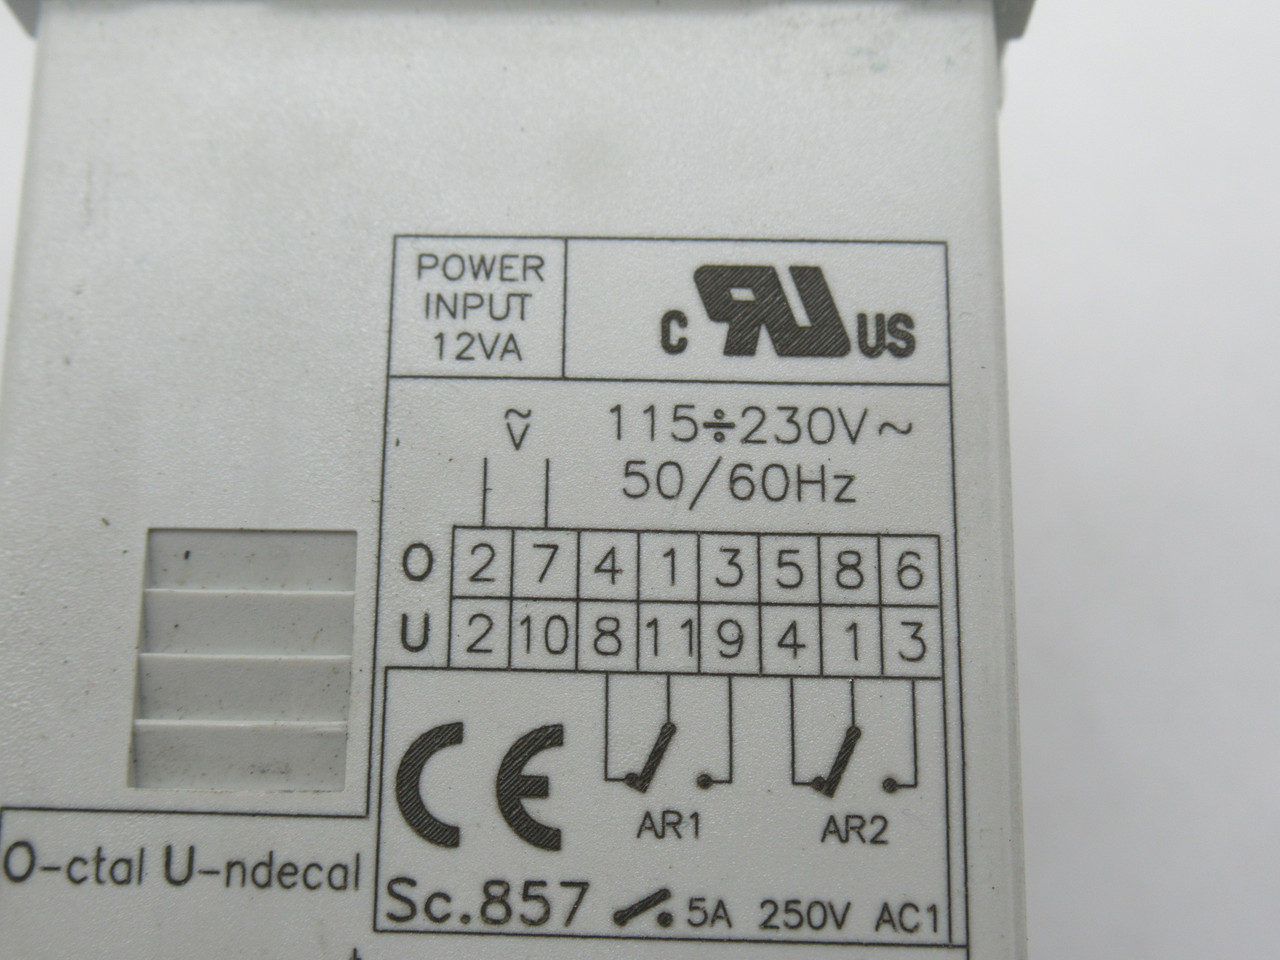 POWER
INPUT
12VA
c RU US
V 115÷230V~
50/60Hz
O 2 7 4 1 3 5 8 6
U 2 10 8 11 9 4 1 3
CE
AR1 AR2
O-ctal U-ndecal
Sc.857 5A 250V AC1